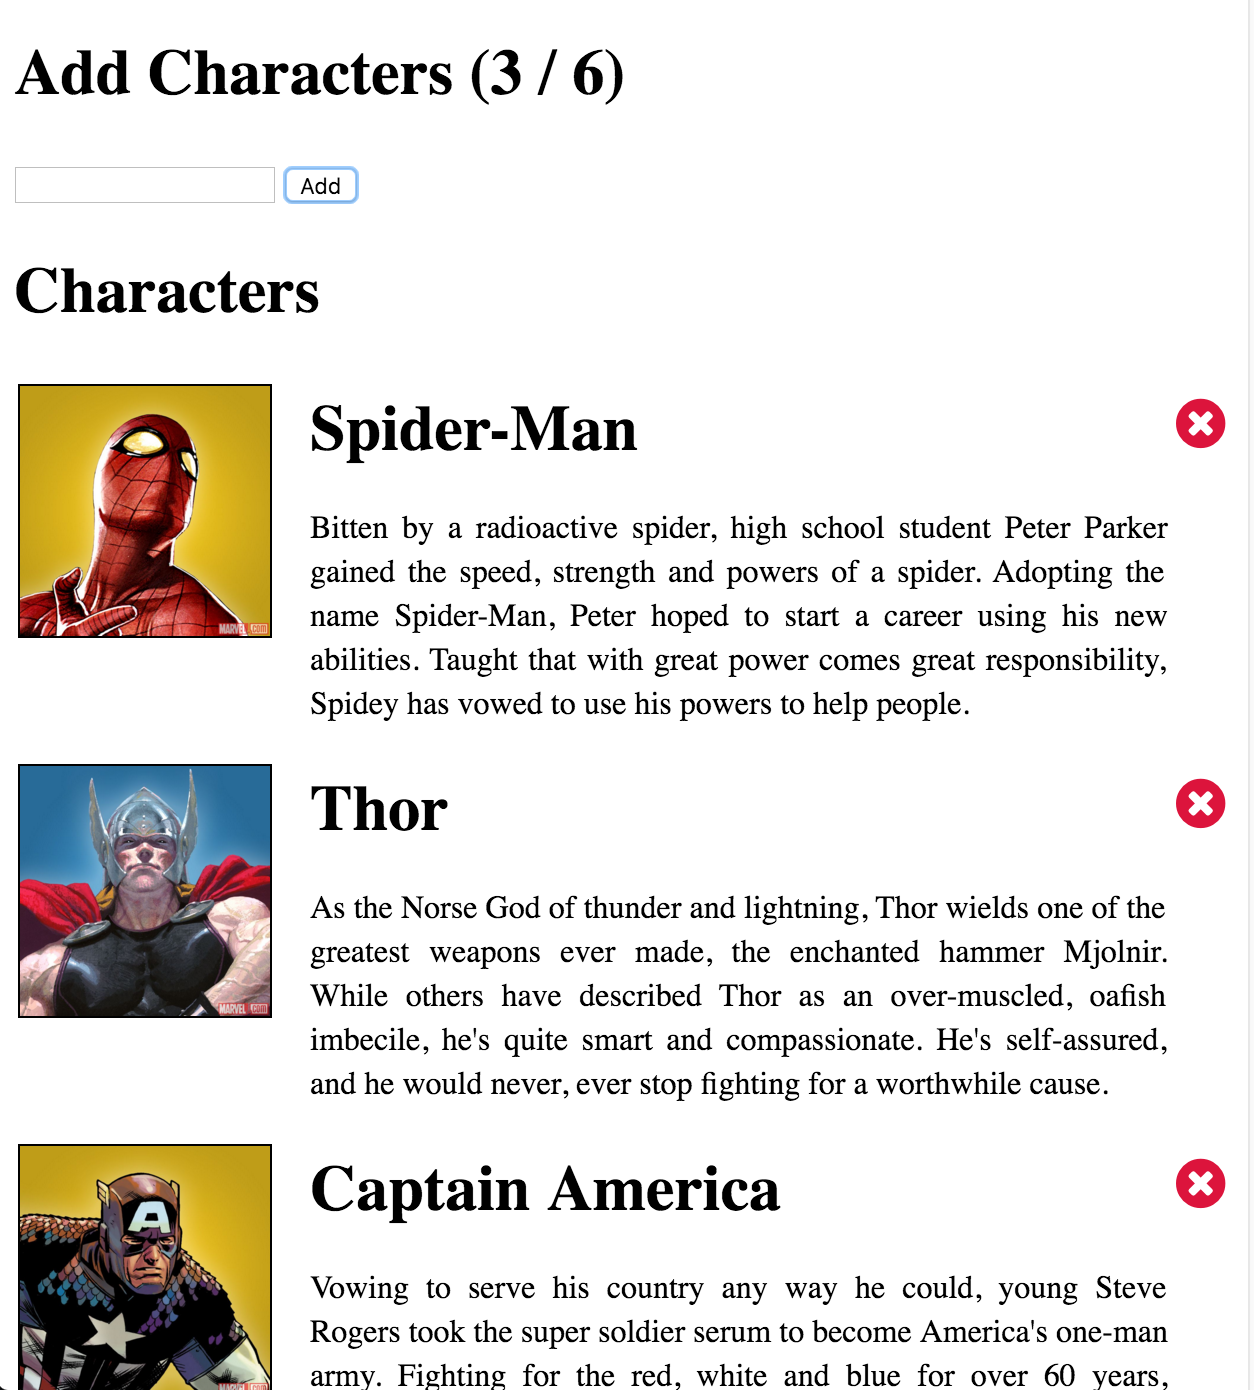 Add Characters (3 / 6)
Add
Characters
Spider-Man
Bitten by a radioactive spider, high school student Peter Parker
gained the speed, strength and powers of a spider. Adopting the
name Spider-Man, Peter hoped to start a career using his new
abilities. Taught that with great power comes great responsibility,
Spidey has vowed to use his powers to help people.
MARVEL.com
Thor
As the Norse God of thunder and lightning, Thor wields one of the
greatest weapons ever made, the enchanted hammer Mjolnir.
While others have described Thor as an over-muscled, oafish
imbecile, he's quite smart and compassionate. He's self-assured,
and he would never, ever stop fighting for a worthwhile cause.
MARVEL.com
Captain America
A
Vowing to serve his country any way he could, young Steve
Rogers took the super soldier serum to become America's one-man
army. Fighting for the red, white and blue for over 60 years,
MARVEL.com